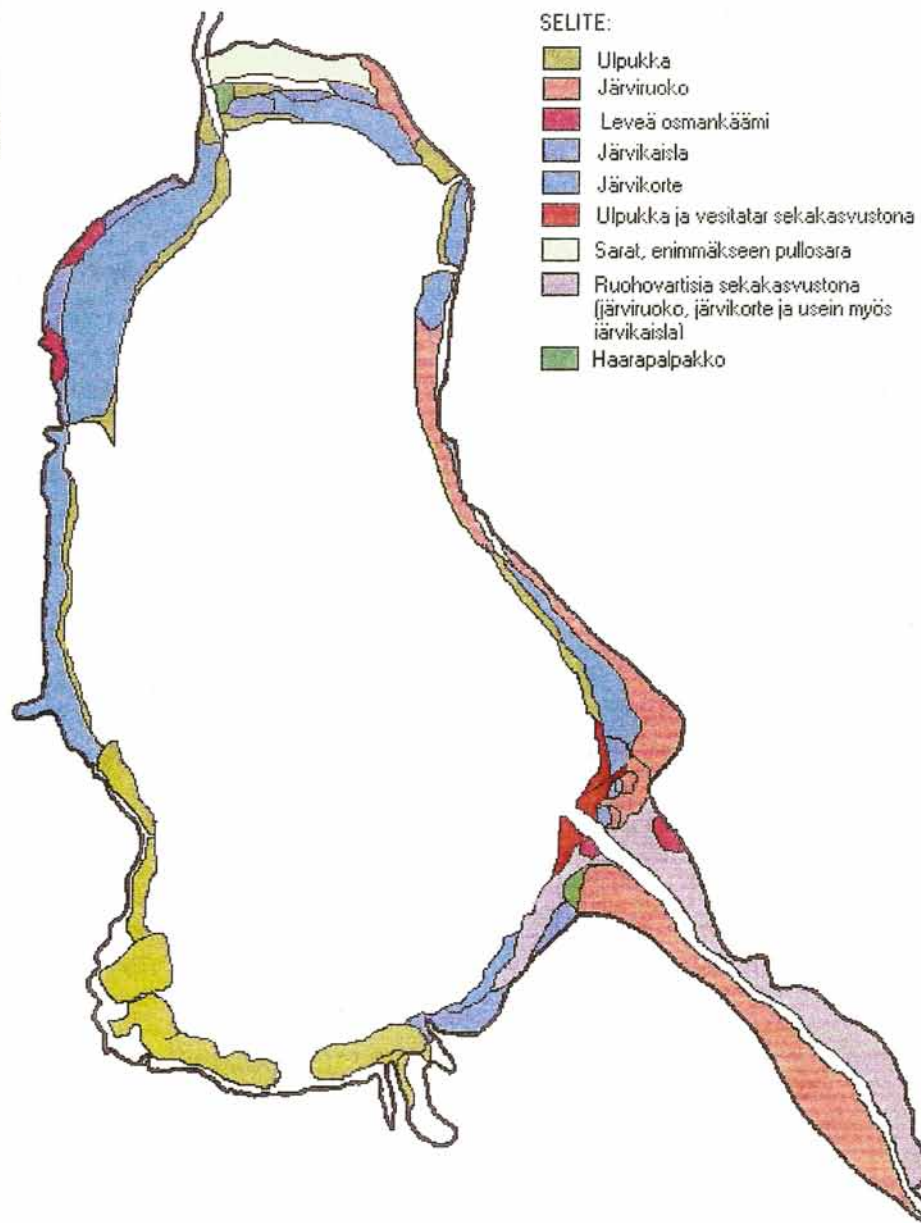 SELITE:
Ulpukka
Järviruoko
Leveä osmankäämi
Järvikaisla
Järvikorte
Ulpukka ja vesitatar sekakasvustona
Sarat, enimmäkseen pullosara
Ruohovartisia sekakasvustona
(järviruoko, järvikorte ja usein myös
järvikaisla)
Haarapalpakko